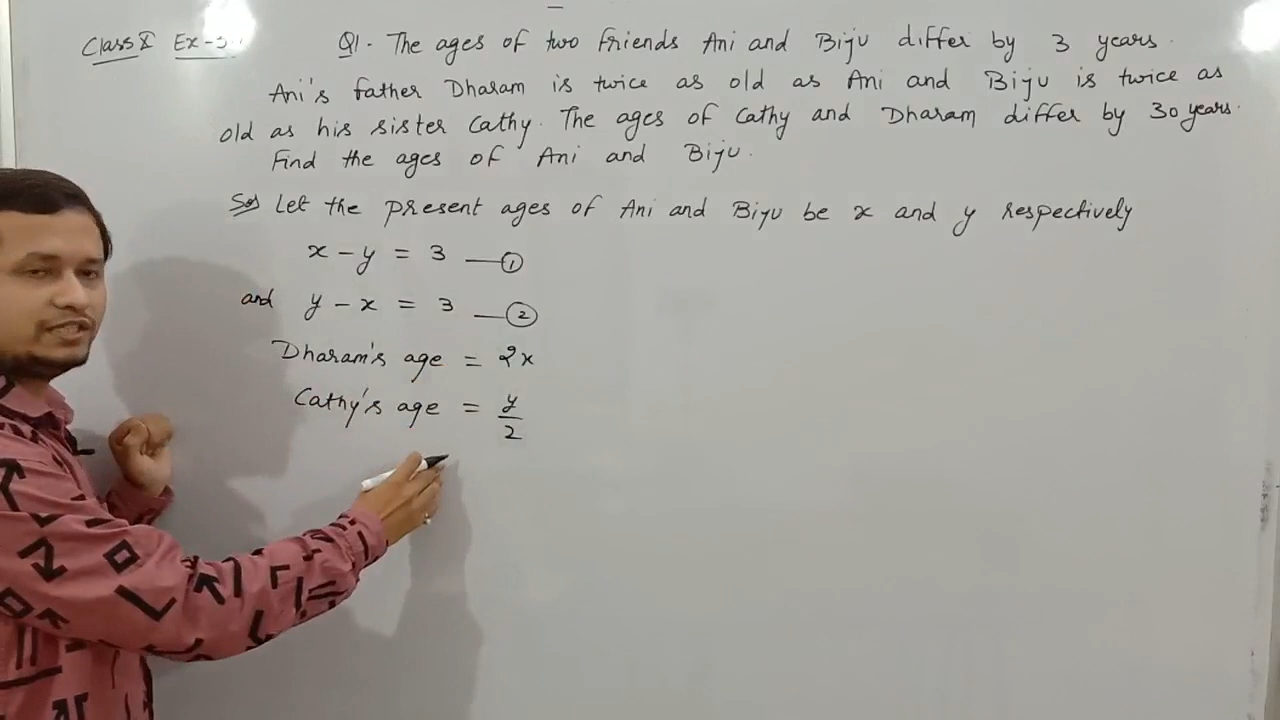 Class X Ex-3. Q1. The ages of two friends Ani and Biju differ by 3 years.
Ani's father Dharam is twice as old as Ani and Biju is twice as
old as his sister Cathy. The ages of Cathy and Dharam differ by 30 years.
Find the ages of Ani and Biju.
Sol Let the present ages of Ani and Biju be x and y respectively
x - y = 3 —①
and y - x = 3 —②
Dharam's age = 2x
Cathy's age = y/2